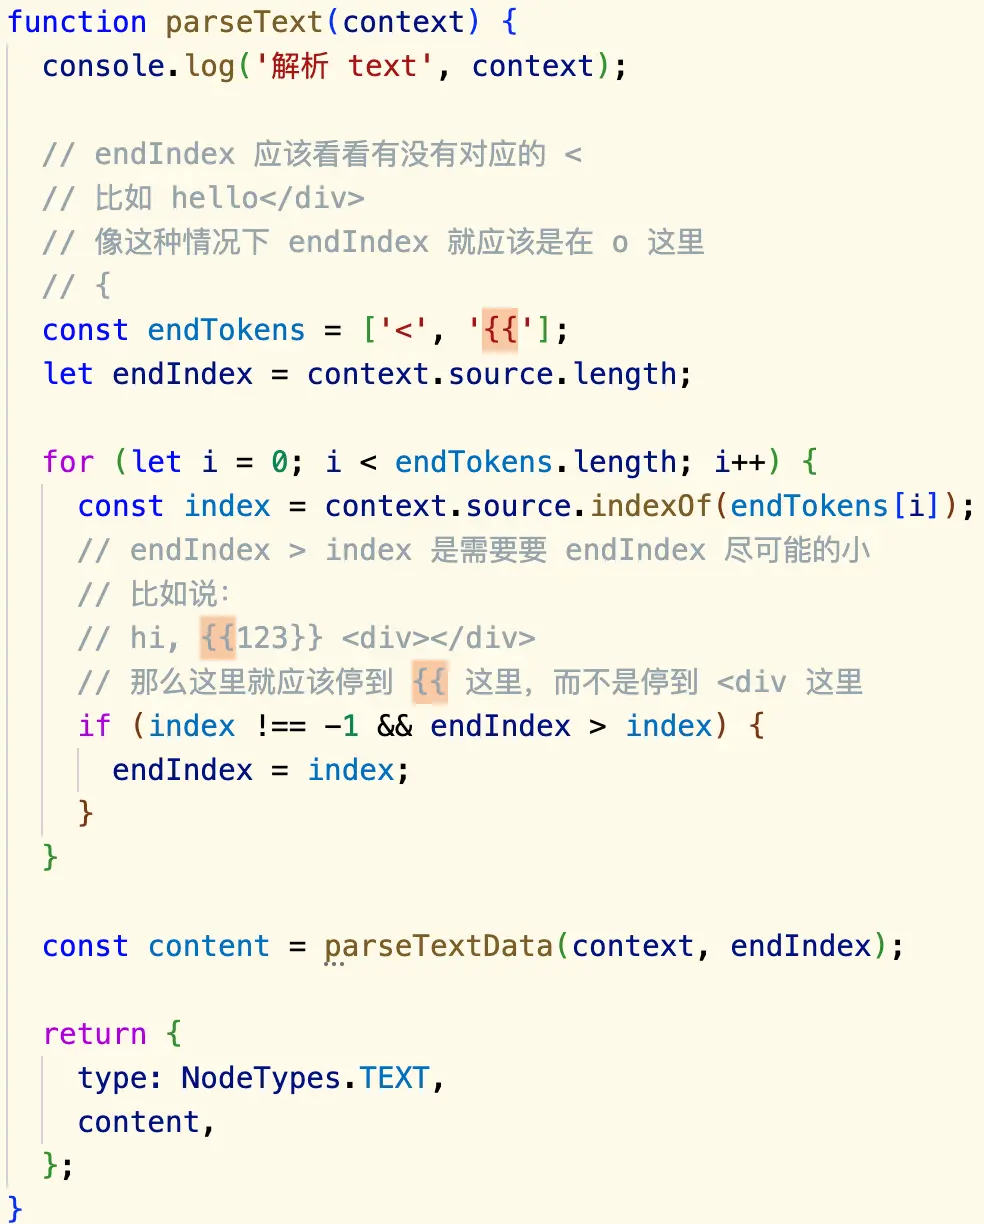 function parseText(context) {
  console.log('解析 text', context);

  // endIndex 应该看看有没有对应的 <
  // 比如 hello</div>
  // 像这种情况下 endIndex 就应该是在 o 这里
  // {
  const endTokens = ['<', '{{'];
  let endIndex = context.source.length;

  for (let i = 0; i < endTokens.length; i++) {
    const index = context.source.indexOf(endTokens[i]);
    // endIndex > index 是需要要 endIndex 尽可能的小
    // 比如说：
    // hi, {{123}} <div></div>
    // 那么这里就应该停到 {{ 这里，而不是停到 <div 这里
    if (index !== -1 && endIndex > index) {
      endIndex = index;
    }
  }

  const content = parseTextData(context, endIndex);

  return {
    type: NodeTypes.TEXT,
    content,
  };
}